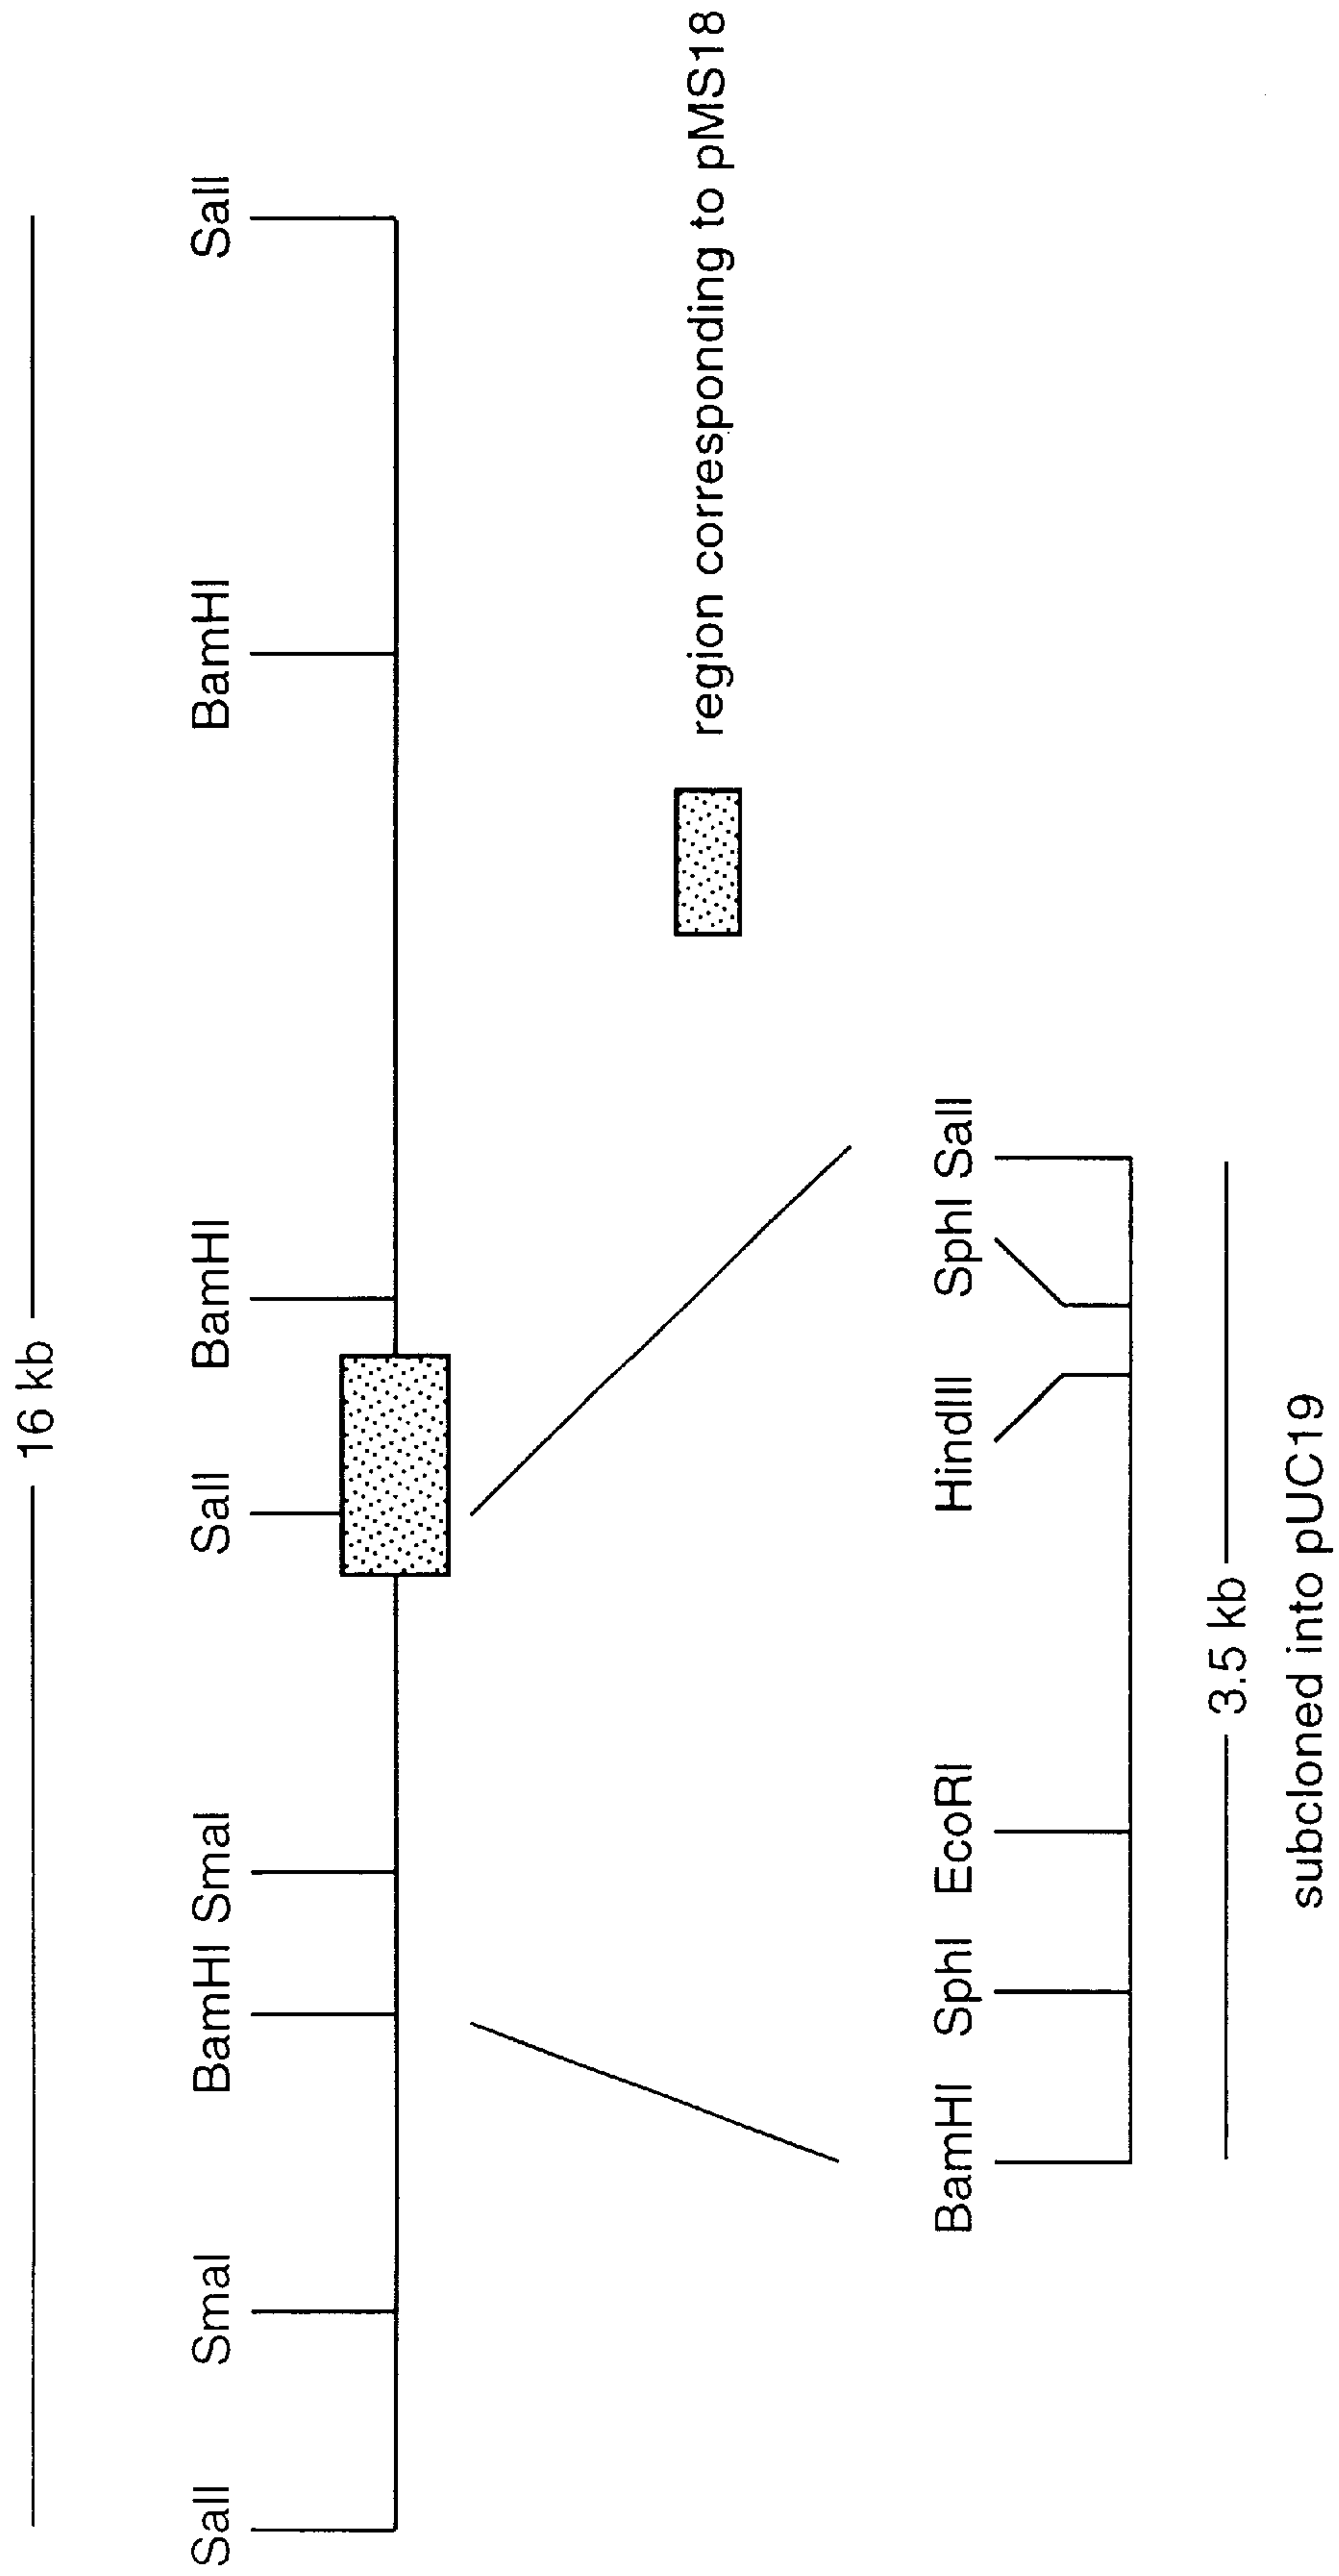 16 kb
SalI SmaI BamHI SmaI SalI BamHI BamHI SalI
region corresponding to pMS18
BamHI SphI EcoRI HindIII SphI SalI
3.5 kb
subcloned into pUC19